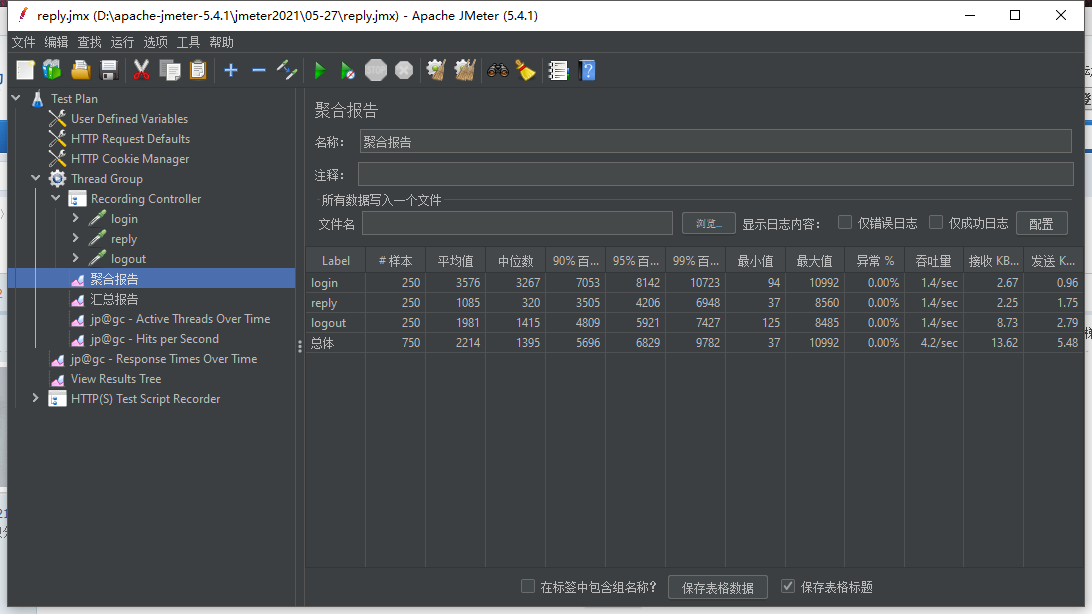 reply.jmx (D:\apache-jmeter-5.4.1\jmeter2021\05-27\reply.jmx) - Apache JMeter (5.4.1)
文件 编辑 查找 运行 选项 工具 帮助
Test Plan
User Defined Variables
HTTP Request Defaults
HTTP Cookie Manager
Thread Group
Recording Controller
login
reply
logout
聚合报告
汇总报告
jp@gc - Active Threads Over Time
jp@gc - Hits per Second
jp@gc - Response Times Over Time
View Results Tree
HTTP(S) Test Script Recorder
聚合报告
名称： 聚合报告
注释：
所有数据写入一个文件
文件名 浏览... 显示日志内容： 仅错误日志 仅成功日志 配置
Label # 样本 平均值 中位数 90% 百... 95% 百... 99% 百... 最小值 最大值 异常 % 吞吐量 接收 KB... 发送 K...
login 250 3576 3267 7053 8142 10723 94 10992 0.00% 1.4/sec 2.67 0.96
reply 250 1085 320 3505 4206 6948 37 8560 0.00% 1.4/sec 2.25 1.75
logout 250 1981 1415 4809 5921 7427 125 8485 0.00% 1.4/sec 8.73 2.79
总体 750 2214 1395 5696 6829 9782 37 10992 0.00% 4.2/sec 13.62 5.48
在标签中包含组名称？ 保存表格数据 保存表格标题